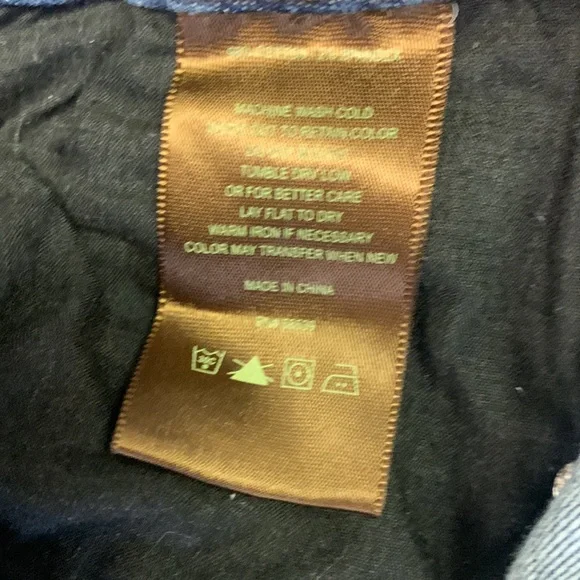 MACHINE WASH COLD
INSIDE OUT TO RETAIN COLOR
TUMBLE DRY LOW
OR FOR BETTER CARE
LAY FLAT TO DRY
WARM IRON IF NECESSARY
COLOR MAY TRANSFER WHEN NEW
MADE IN CHINA